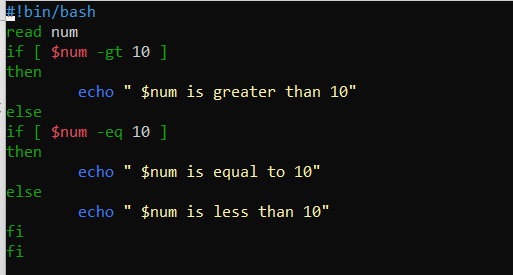 #!bin/bash
read num
if [ $num -gt 10 ]
then
        echo " $num is greater than 10"
else
if [ $num -eq 10 ]
then
        echo " $num is equal to 10"
else
        echo " $num is less than 10"
fi
fi